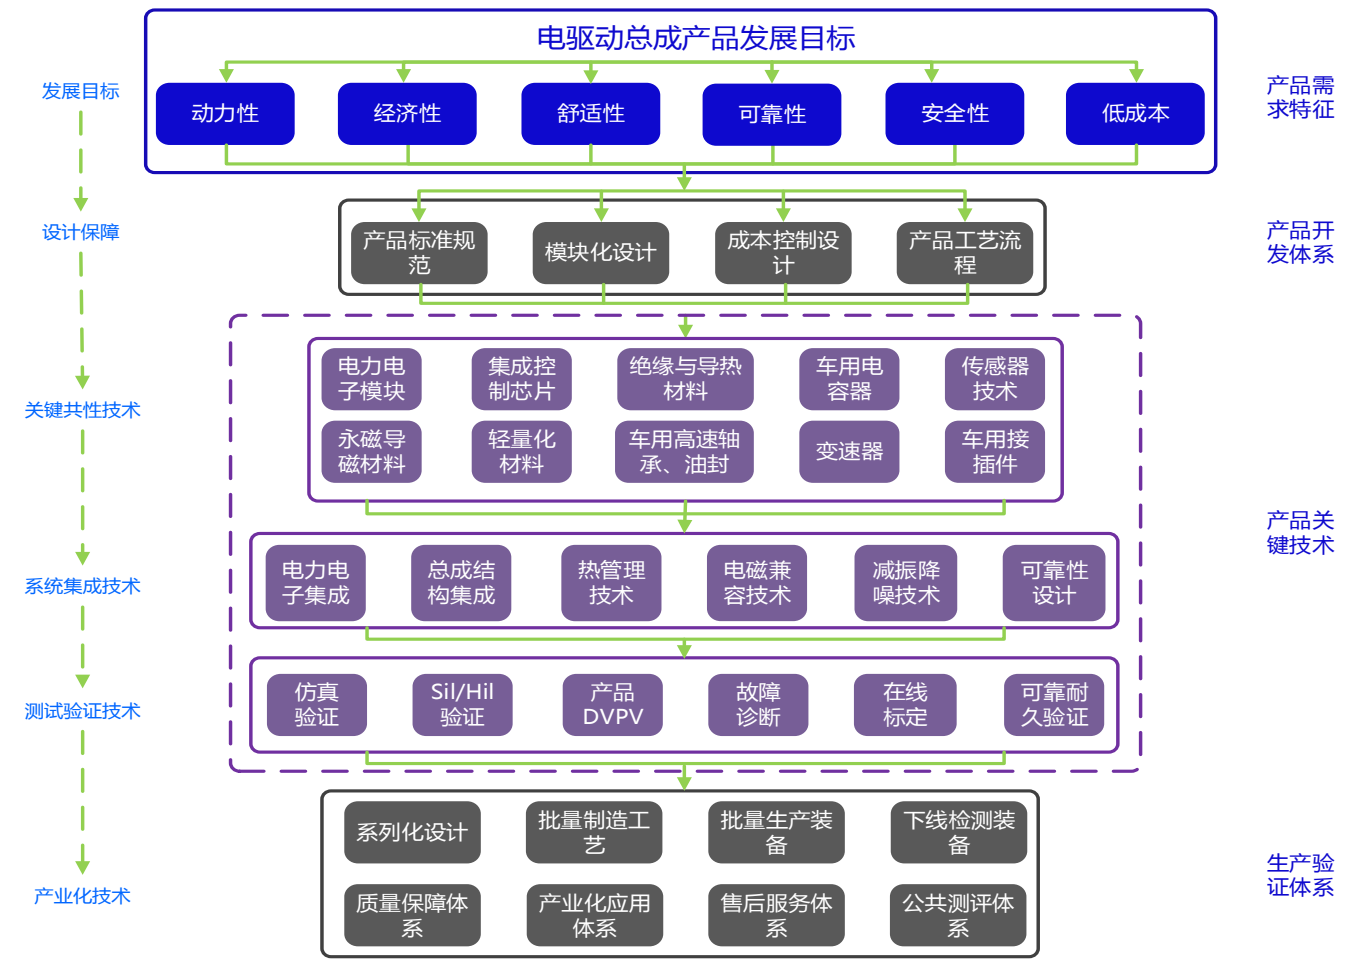 电驱动总成产品发展目标
发展目标
动力性
经济性
舒适性
可靠性
安全性
低成本
产品需
求特征
设计保障
产品标准规
范
模块化设计
成本控制设
计
产品工艺流
程
产品开
发体系
关键共性技术
电力电
子模块
集成控
制芯片
绝缘与导热
材料
车用电
容器
传感器
技术
永磁导
磁材料
轻量化
材料
车用高速轴
承、油封
变速器
车用接
插件
产品关
键技术
系统集成技术
电力电
子集成
总成结
构集成
热管理
技术
电磁兼
容技术
减振降
噪技术
可靠性
设计
测试验证技术
仿真
验证
Sil/Hil
验证
产品
DVPV
故障
诊断
在线
标定
可靠耐
久验证
产业化技术
系列化设计
批量制造工
艺
批量生产装
备
下线检测装
备
质量保障体
系
产业化应用
体系
售后服务体
系
公共测评体
系
生产验
证体系